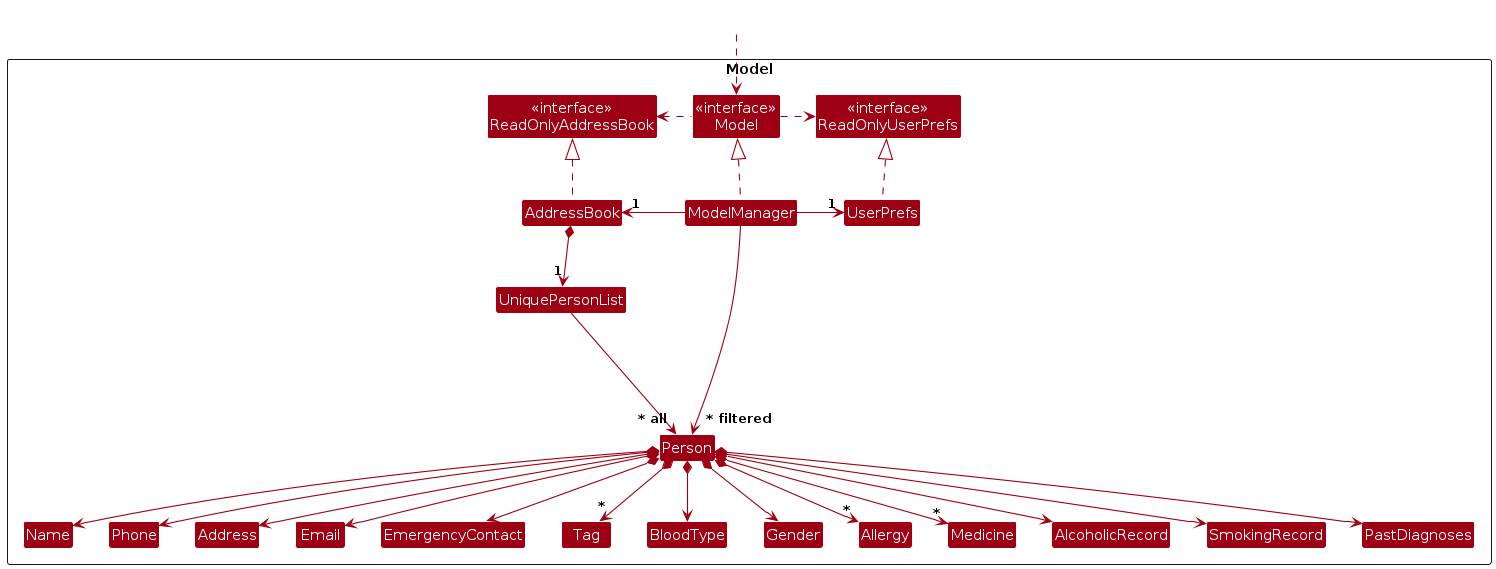 Model
«interface»
ReadOnlyAddressBook
«interface»
Model
«interface»
ReadOnlyUserPrefs
AddressBook
1
ModelManager
1
UserPrefs
1
UniquePersonList
* all
* filtered
Person
*
*
*
Name
Phone
Address
Email
EmergencyContact
Tag
BloodType
Gender
Allergy
Medicine
AlcoholicRecord
SmokingRecord
PastDiagnoses